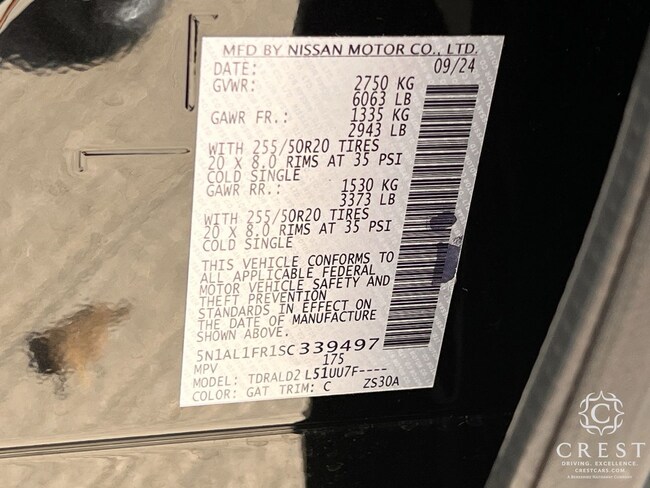 MFD BY NISSAN MOTOR CO., LTD.
DATE: 09/24
GVWR: 2750 KG
6063 LB
GAWR FR.: 1335 KG
2943 LB
WITH 255/50R20 TIRES
20 X 8.0 RIMS AT 35 PSI
COLD SINGLE
GAWR RR.: 1530 KG
3373 LB
WITH 255/50R20 TIRES
20 X 8.0 RIMS AT 35 PSI
COLD SINGLE
THIS VEHICLE CONFORMS TO
ALL APPLICABLE FEDERAL
MOTOR VEHICLE SAFETY AND
THEFT PREVENTION
STANDARDS IN EFFECT ON
THE DATE OF MANUFACTURE
SHOWN ABOVE.
5N1AL1FR1SC339497
MPV 175
MODEL: TDRALD2 L51UU7F----
COLOR: GAT TRIM: C ZS30A
C
CREST
DRIVING. EXCELLENCE.
CRESTCARS.COM